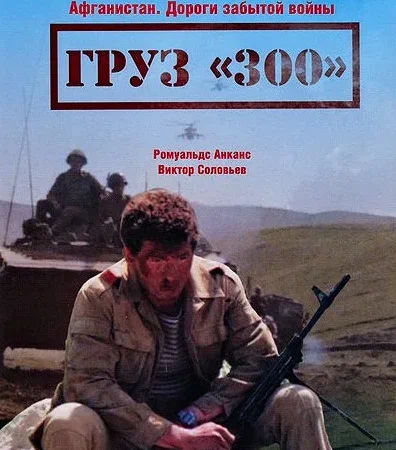 Афганистан. Дороги забытой войны
ГРУЗ «300»
Ромуальдс Анканс
Виктор Соловьев